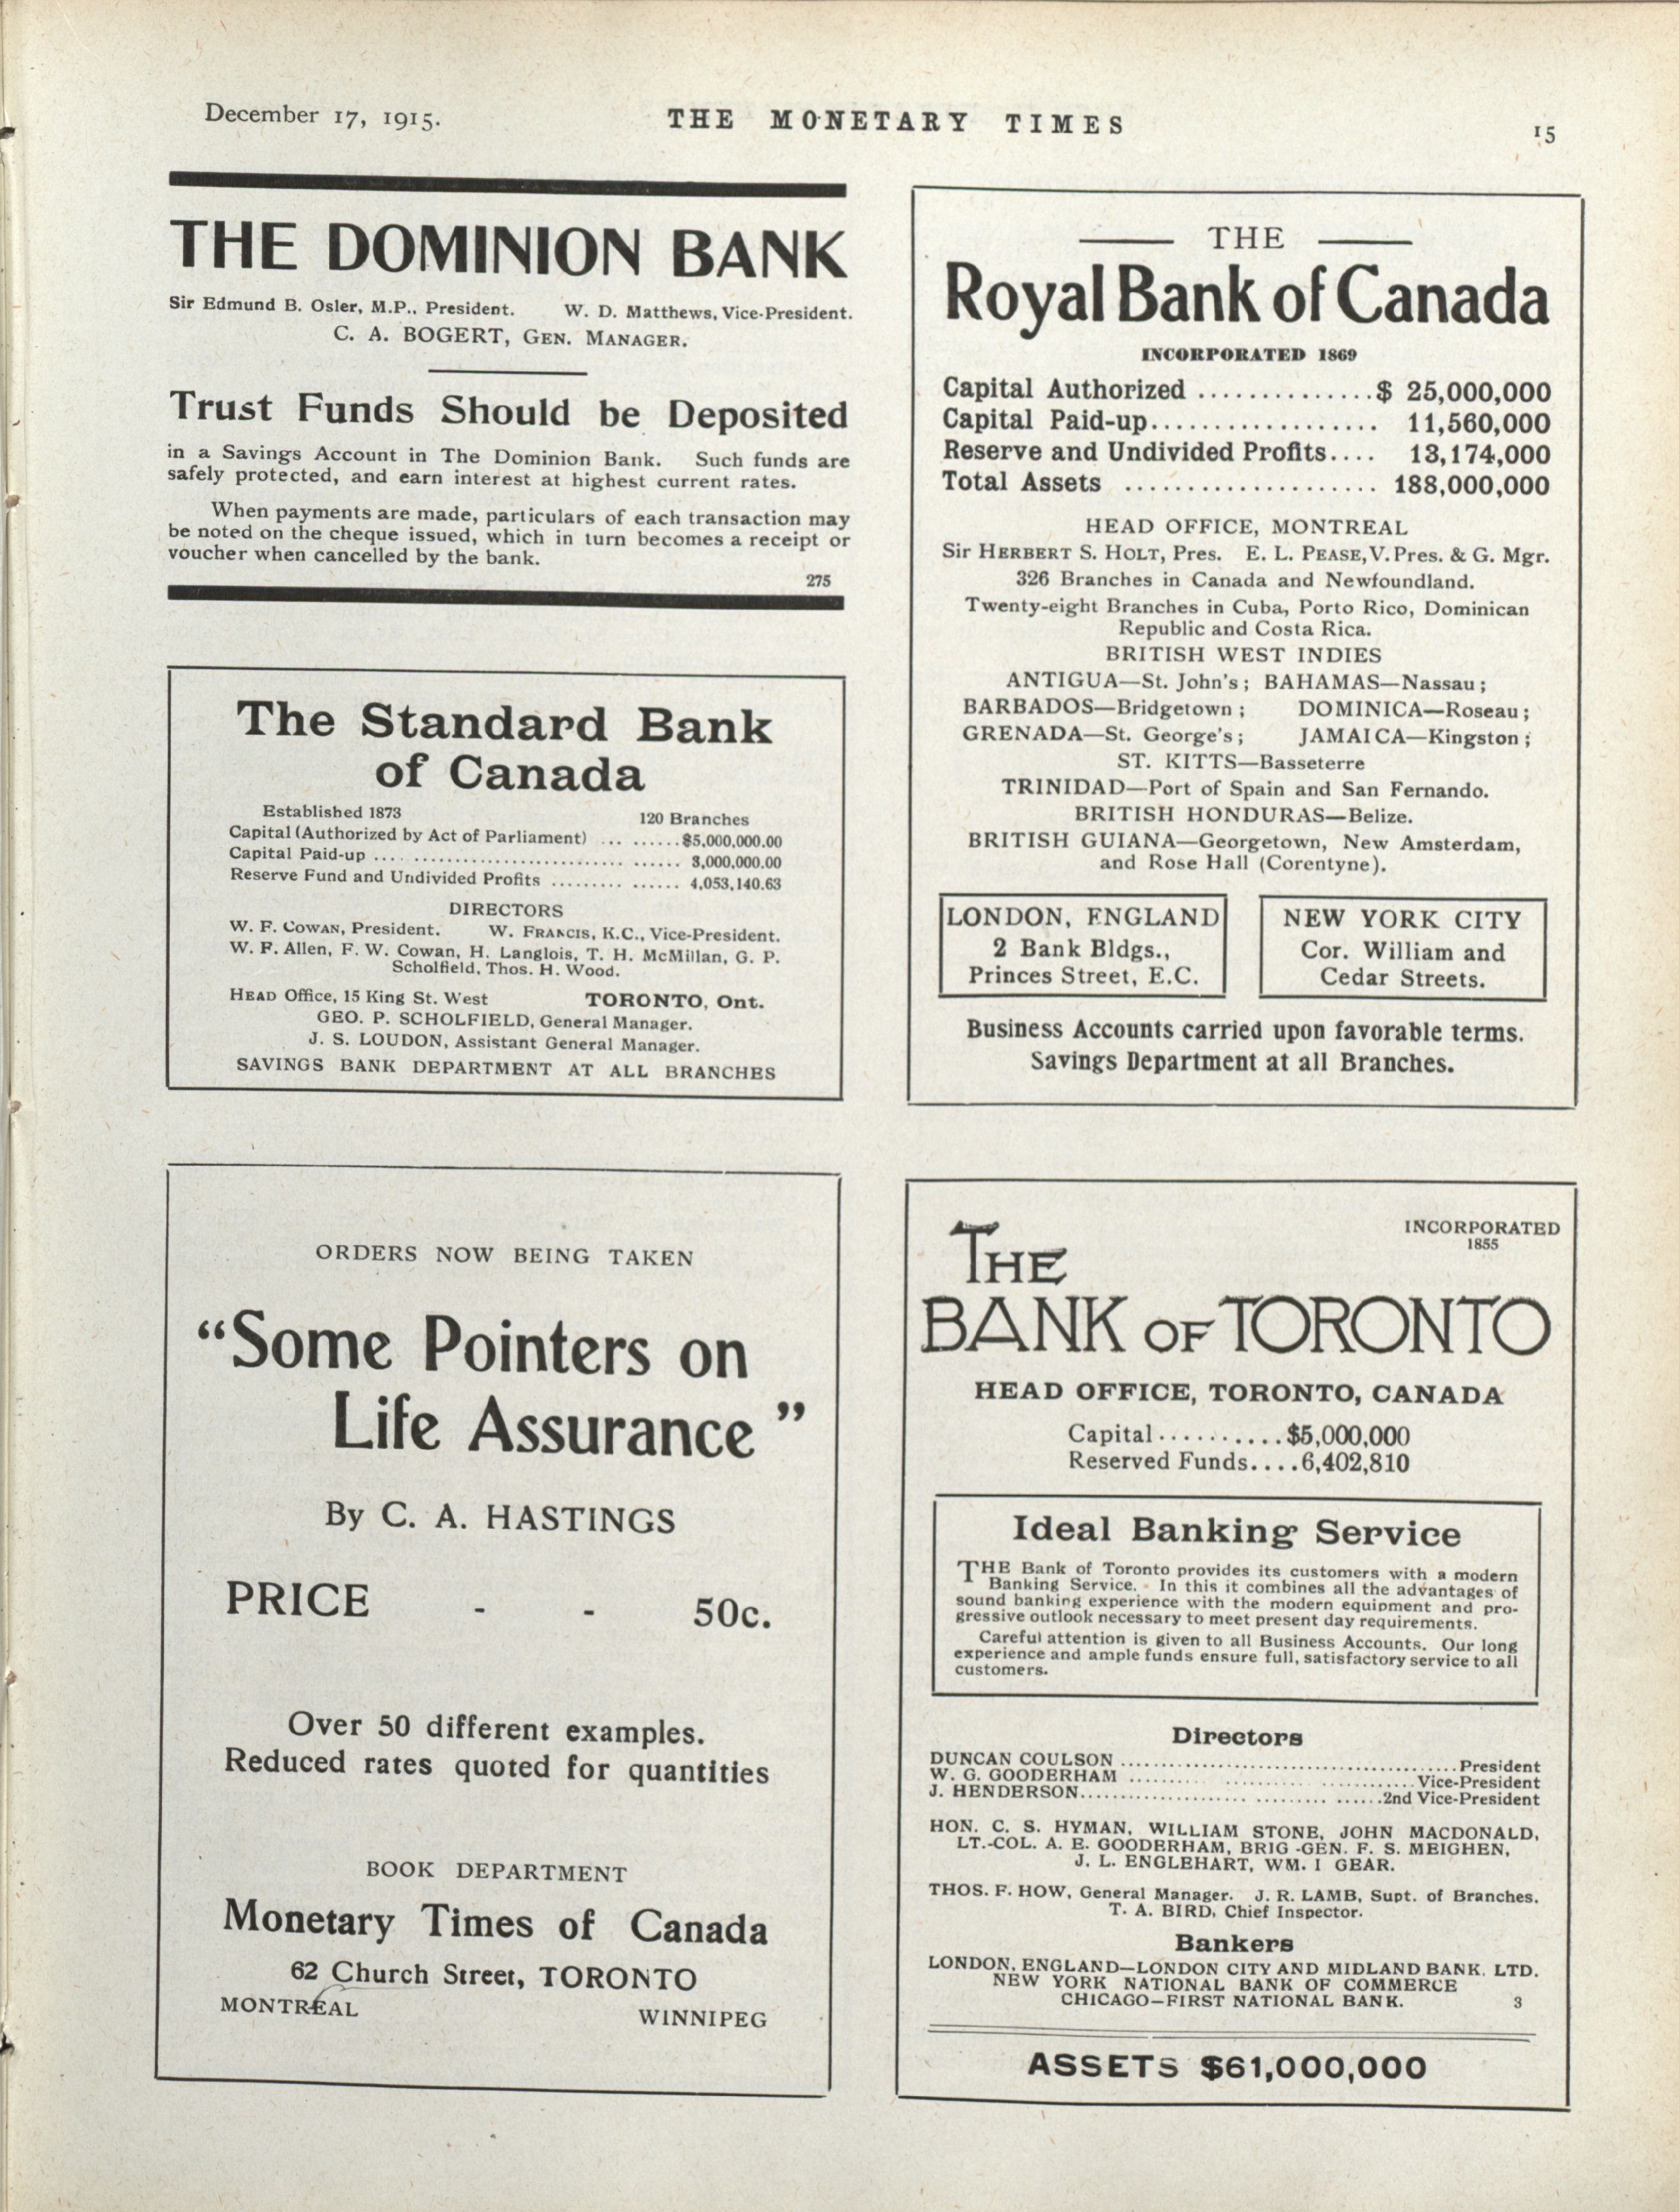 December 17, 1915.
THE MONETARY TIMES
15
THE DOMINION BANK
Sir Edmund B. Osler, M.P., President. W. D. Matthews, Vice-President.
C. A. BOGERT, GEN. MANAGER.
Trust Funds Should be Deposited
in a Savings Account in The Dominion Bank. Such funds are
safely protected, and earn interest at highest current rates.
When payments are made, particulars of each transaction may
be noted on the cheque issued, which in turn becomes a receipt or
voucher when cancelled by the bank.
275
The Standard Bank
of Canada
Established 1873 120 Branches
Capital (Authorized by Act of Parliament) ... ......$5,000,000.00
Capital Paid-up .... .............................. ...... 3,000,000.00
Reserve Fund and Undivided Profits ......... ...... 4,053,140.63
DIRECTORS
W. F. COWAN, President. W. FRANCIS, K.C., Vice-President.
W. F. Allen, F. W. Cowan, H. Langlois, T. H. McMillan, G. P.
Scholfield, Thos. H. Wood.
HEAD Office, 15 King St. West TORONTO, Ont.
GEO. P. SCHOLFIELD, General Manager.
J. S. LOUDON, Assistant General Manager.
SAVINGS BANK DEPARTMENT AT ALL BRANCHES
ORDERS NOW BEING TAKEN
“Some Pointers on
Life Assurance”
By C. A. HASTINGS
PRICE - - 50c.
Over 50 different examples.
Reduced rates quoted for quantities
BOOK DEPARTMENT
Monetary Times of Canada
62 Church Street, TORONTO
MONTREAL WINNIPEG
THE
Royal Bank of Canada
INCORPORATED 1869
Capital Authorized ..............$ 25,000,000
Capital Paid-up.................. 11,560,000
Reserve and Undivided Profits.... 13,174,000
Total Assets .................... 188,000,000
HEAD OFFICE, MONTREAL
Sir HERBERT S. HOLT, Pres. E. L. PEASE, V. Pres. & G. Mgr.
326 Branches in Canada and Newfoundland.
Twenty-eight Branches in Cuba, Porto Rico, Dominican
Republic and Costa Rica.
BRITISH WEST INDIES
ANTIGUA—St. John's; BAHAMAS—Nassau;
BARBADOS—Bridgetown; DOMINICA—Roseau;
GRENADA—St. George's; JAMAICA—Kingston;
ST. KITTS—Basseterre
TRINIDAD—Port of Spain and San Fernando.
BRITISH HONDURAS—Belize.
BRITISH GUIANA—Georgetown, New Amsterdam,
and Rose Hall (Corentyne).
LONDON, ENGLAND
2 Bank Bldgs.,
Princes Street, E.C.
NEW YORK CITY
Cor. William and
Cedar Streets.
Business Accounts carried upon favorable terms.
Savings Department at all Branches.
INCORPORATED
1855
THE
BANK OF TORONTO
HEAD OFFICE, TORONTO, CANADA
Capital..........$5,000,000
Reserved Funds....6,402,810
Ideal Banking Service
THE Bank of Toronto provides its customers with a modern
Banking Service. In this it combines all the advantages of
sound banking experience with the modern equipment and pro-
gressive outlook necessary to meet present day requirements.
Careful attention is given to all Business Accounts. Our long
experience and ample funds ensure full, satisfactory service to all
customers.
Directors
DUNCAN COULSON ........................................President
W. G. GOODERHAM .......... ............. ............Vice-President
J. HENDERSON..................... ......... ......2nd Vice-President
HON. C. S. HYMAN, WILLIAM STONE, JOHN MACDONALD,
LT.-COL. A. E. GOODERHAM, BRIG-GEN. F. S. MEIGHEN,
J. L. ENGLEHART, WM. I GEAR.
THOS. F. HOW, General Manager. J. R. LAMB, Supt. of Branches.
T. A. BIRD, Chief Inspector.
Bankers
LONDON, ENGLAND—LONDON CITY AND MIDLAND BANK, LTD.
NEW YORK NATIONAL BANK OF COMMERCE
CHICAGO—FIRST NATIONAL BANK. 3
ASSETS $61,000,000